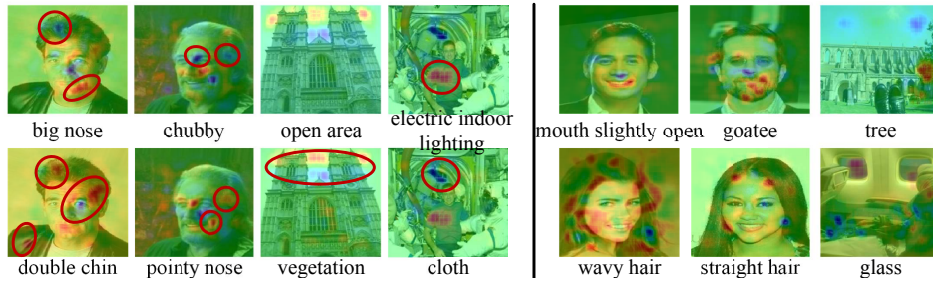 big nose
chubby
open area
electric indoor
lighting
mouth slightly open
goatee
tree
double chin
pointy nose
vegetation
cloth
wavy hair
straight hair
glass